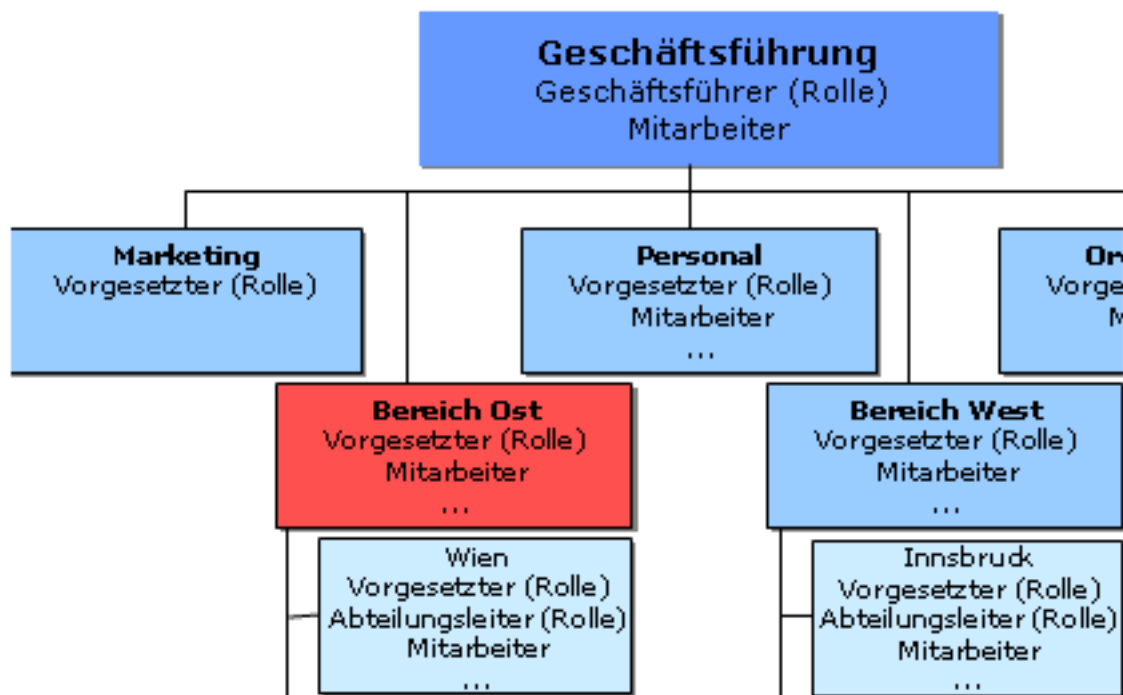 Geschäftsführung
Geschäftsführer (Rolle)
Mitarbeiter
Marketing
Vorgesetzter (Rolle)
Personal
Vorgesetzter (Rolle)
Mitarbeiter
...
Bereich Ost
Vorgesetzter (Rolle)
Mitarbeiter
...
Bereich West
Vorgesetzter (Rolle)
Mitarbeiter
...
Wien
Vorgesetzter (Rolle)
Abteilungsleiter (Rolle)
Mitarbeiter
...
Innsbruck
Vorgesetzter (Rolle)
Abteilungsleiter (Rolle)
Mitarbeiter
...